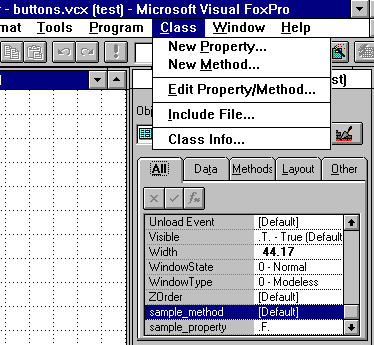 r - buttons.vcx (test) - Microsoft Visual FoxPro
mat Tools Program Class Window Help
New Property...
New Method...
Edit Property/Method...
Include File...
Class Info...
st)
Obj
All Data Methods Layout Other
Unload Event [Default]
Visible .T. - True (Default
Width 44.17
WindowState 0 - Normal
WindowType 0 - Modeless
ZOrder [Default]
sample_method [Default]
sample_property .F.